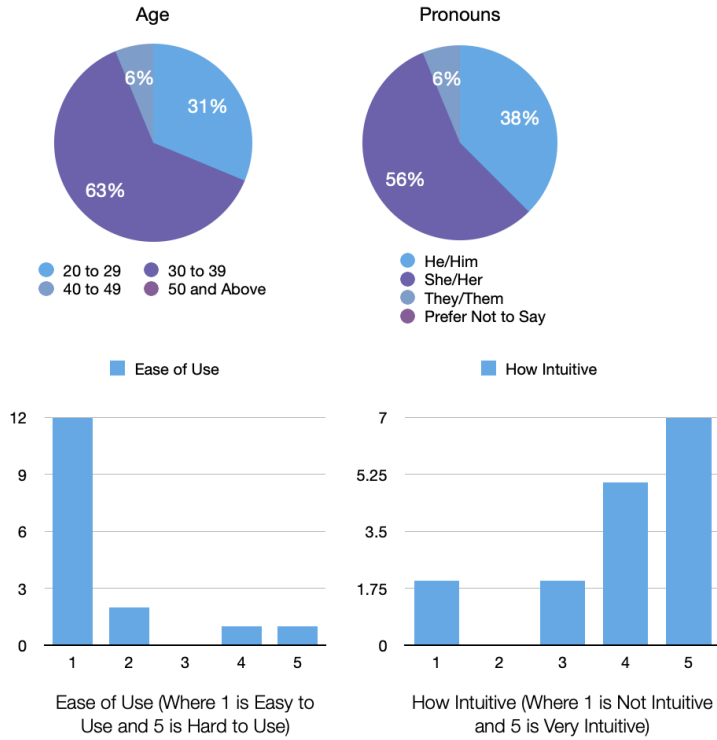 Age
Pronouns
6%
31%
63%
6%
38%
56%
20 to 29
30 to 39
40 to 49
50 and Above
He/Him
She/Her
They/Them
Prefer Not to Say
Ease of Use
12
9
6
3
0
1 2 3 4 5
Ease of Use (Where 1 is Easy to
Use and 5 is Hard to Use)
How Intuitive
7
5.25
3.5
1.75
0
1 2 3 4 5
How Intuitive (Where 1 is Not Intuitive
and 5 is Very Intuitive)